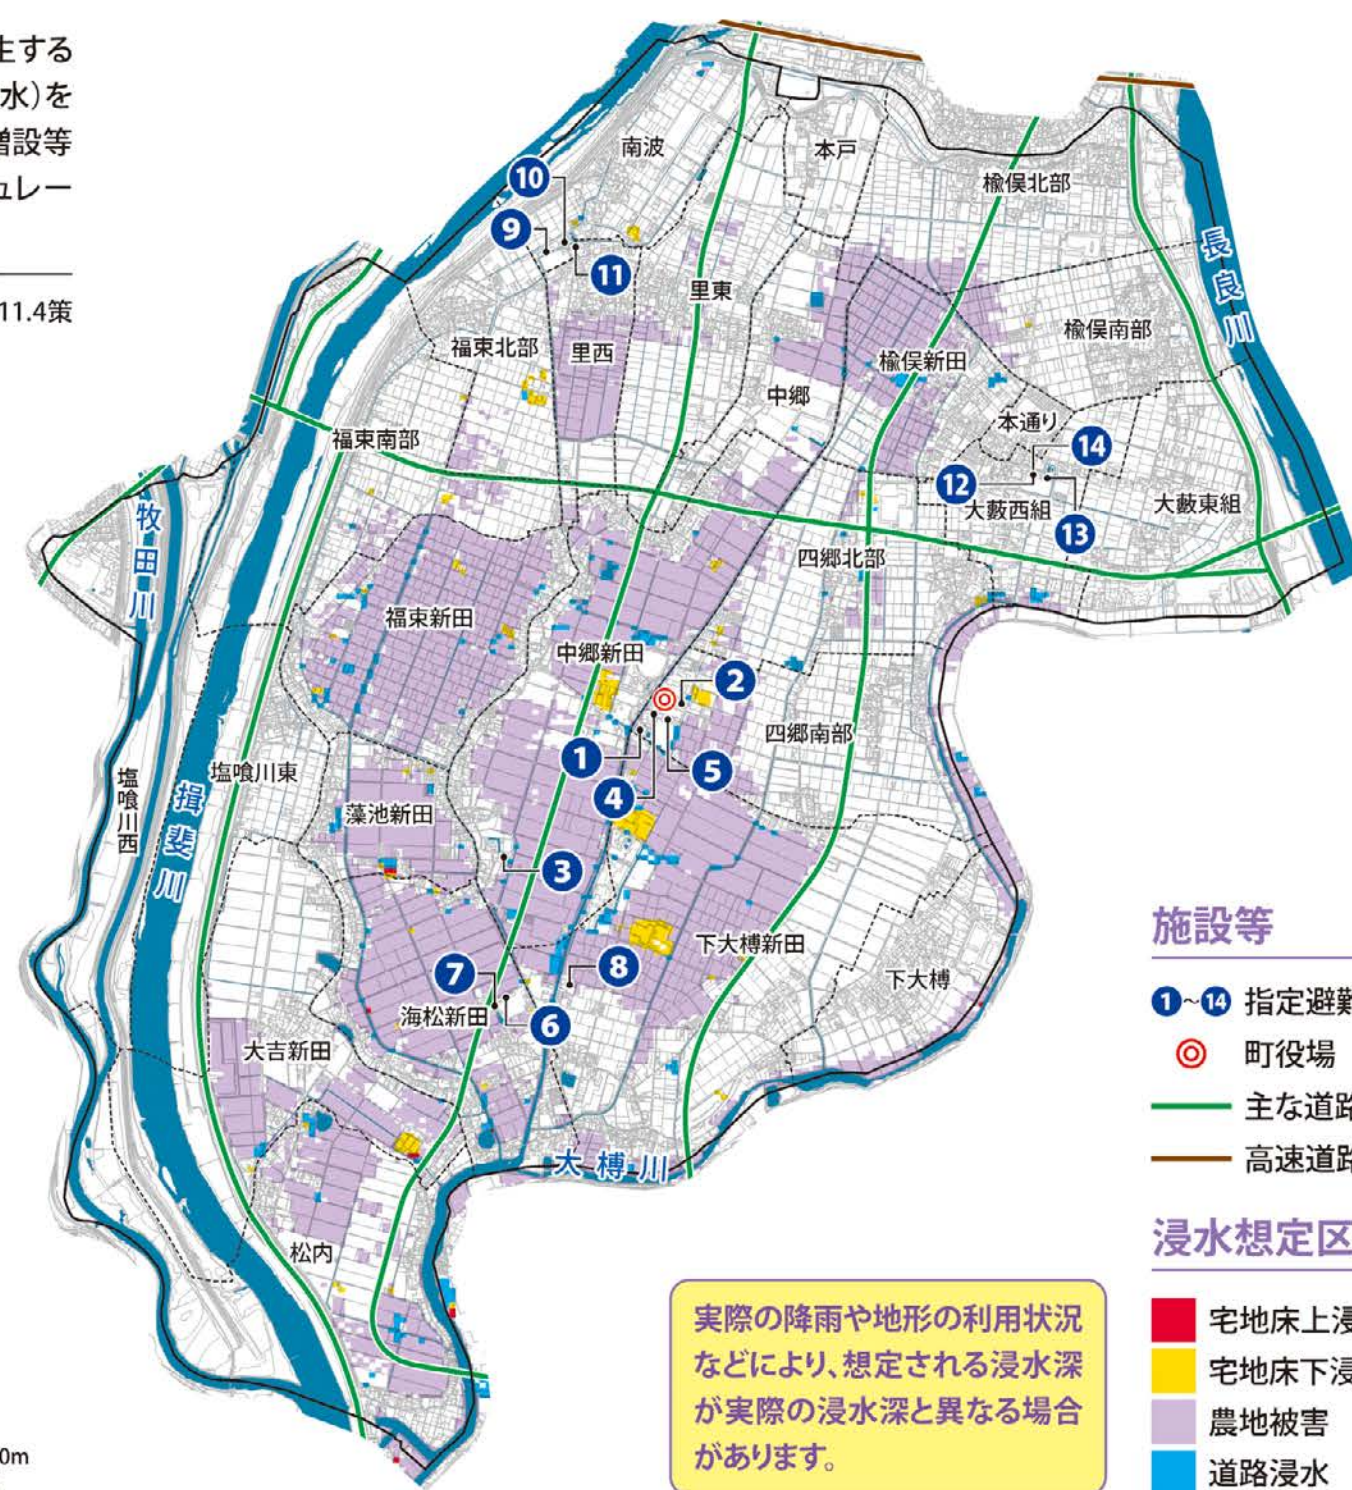 生する
水）を
増設等
ュレー
11.4策
南波
本戸
楡俣北部
長良川
10
9
11
里東
楡俣南部
福束北部
里西
楡俣新田
中郷
本通り
14
福束南部
12
大藪西組
大藪東組
13
牧田川
四郷北部
福束新田
中郷新田
2
四郷南部
1
5
塩喰川東
4
塩喰川西
揖斐川
藻池新田
3
下大榑新田
8
下大榑
7
海松新田
6
大吉新田
大榑川
松内
0m
実際の降雨や地形の利用状況
などにより、想定される浸水深
が実際の浸水深と異なる場合
があります。
施設等
1~14 指定避難
町役場
主な道路
高速道路
浸水想定区
宅地床上浸
宅地床下浸
農地被害
道路浸水